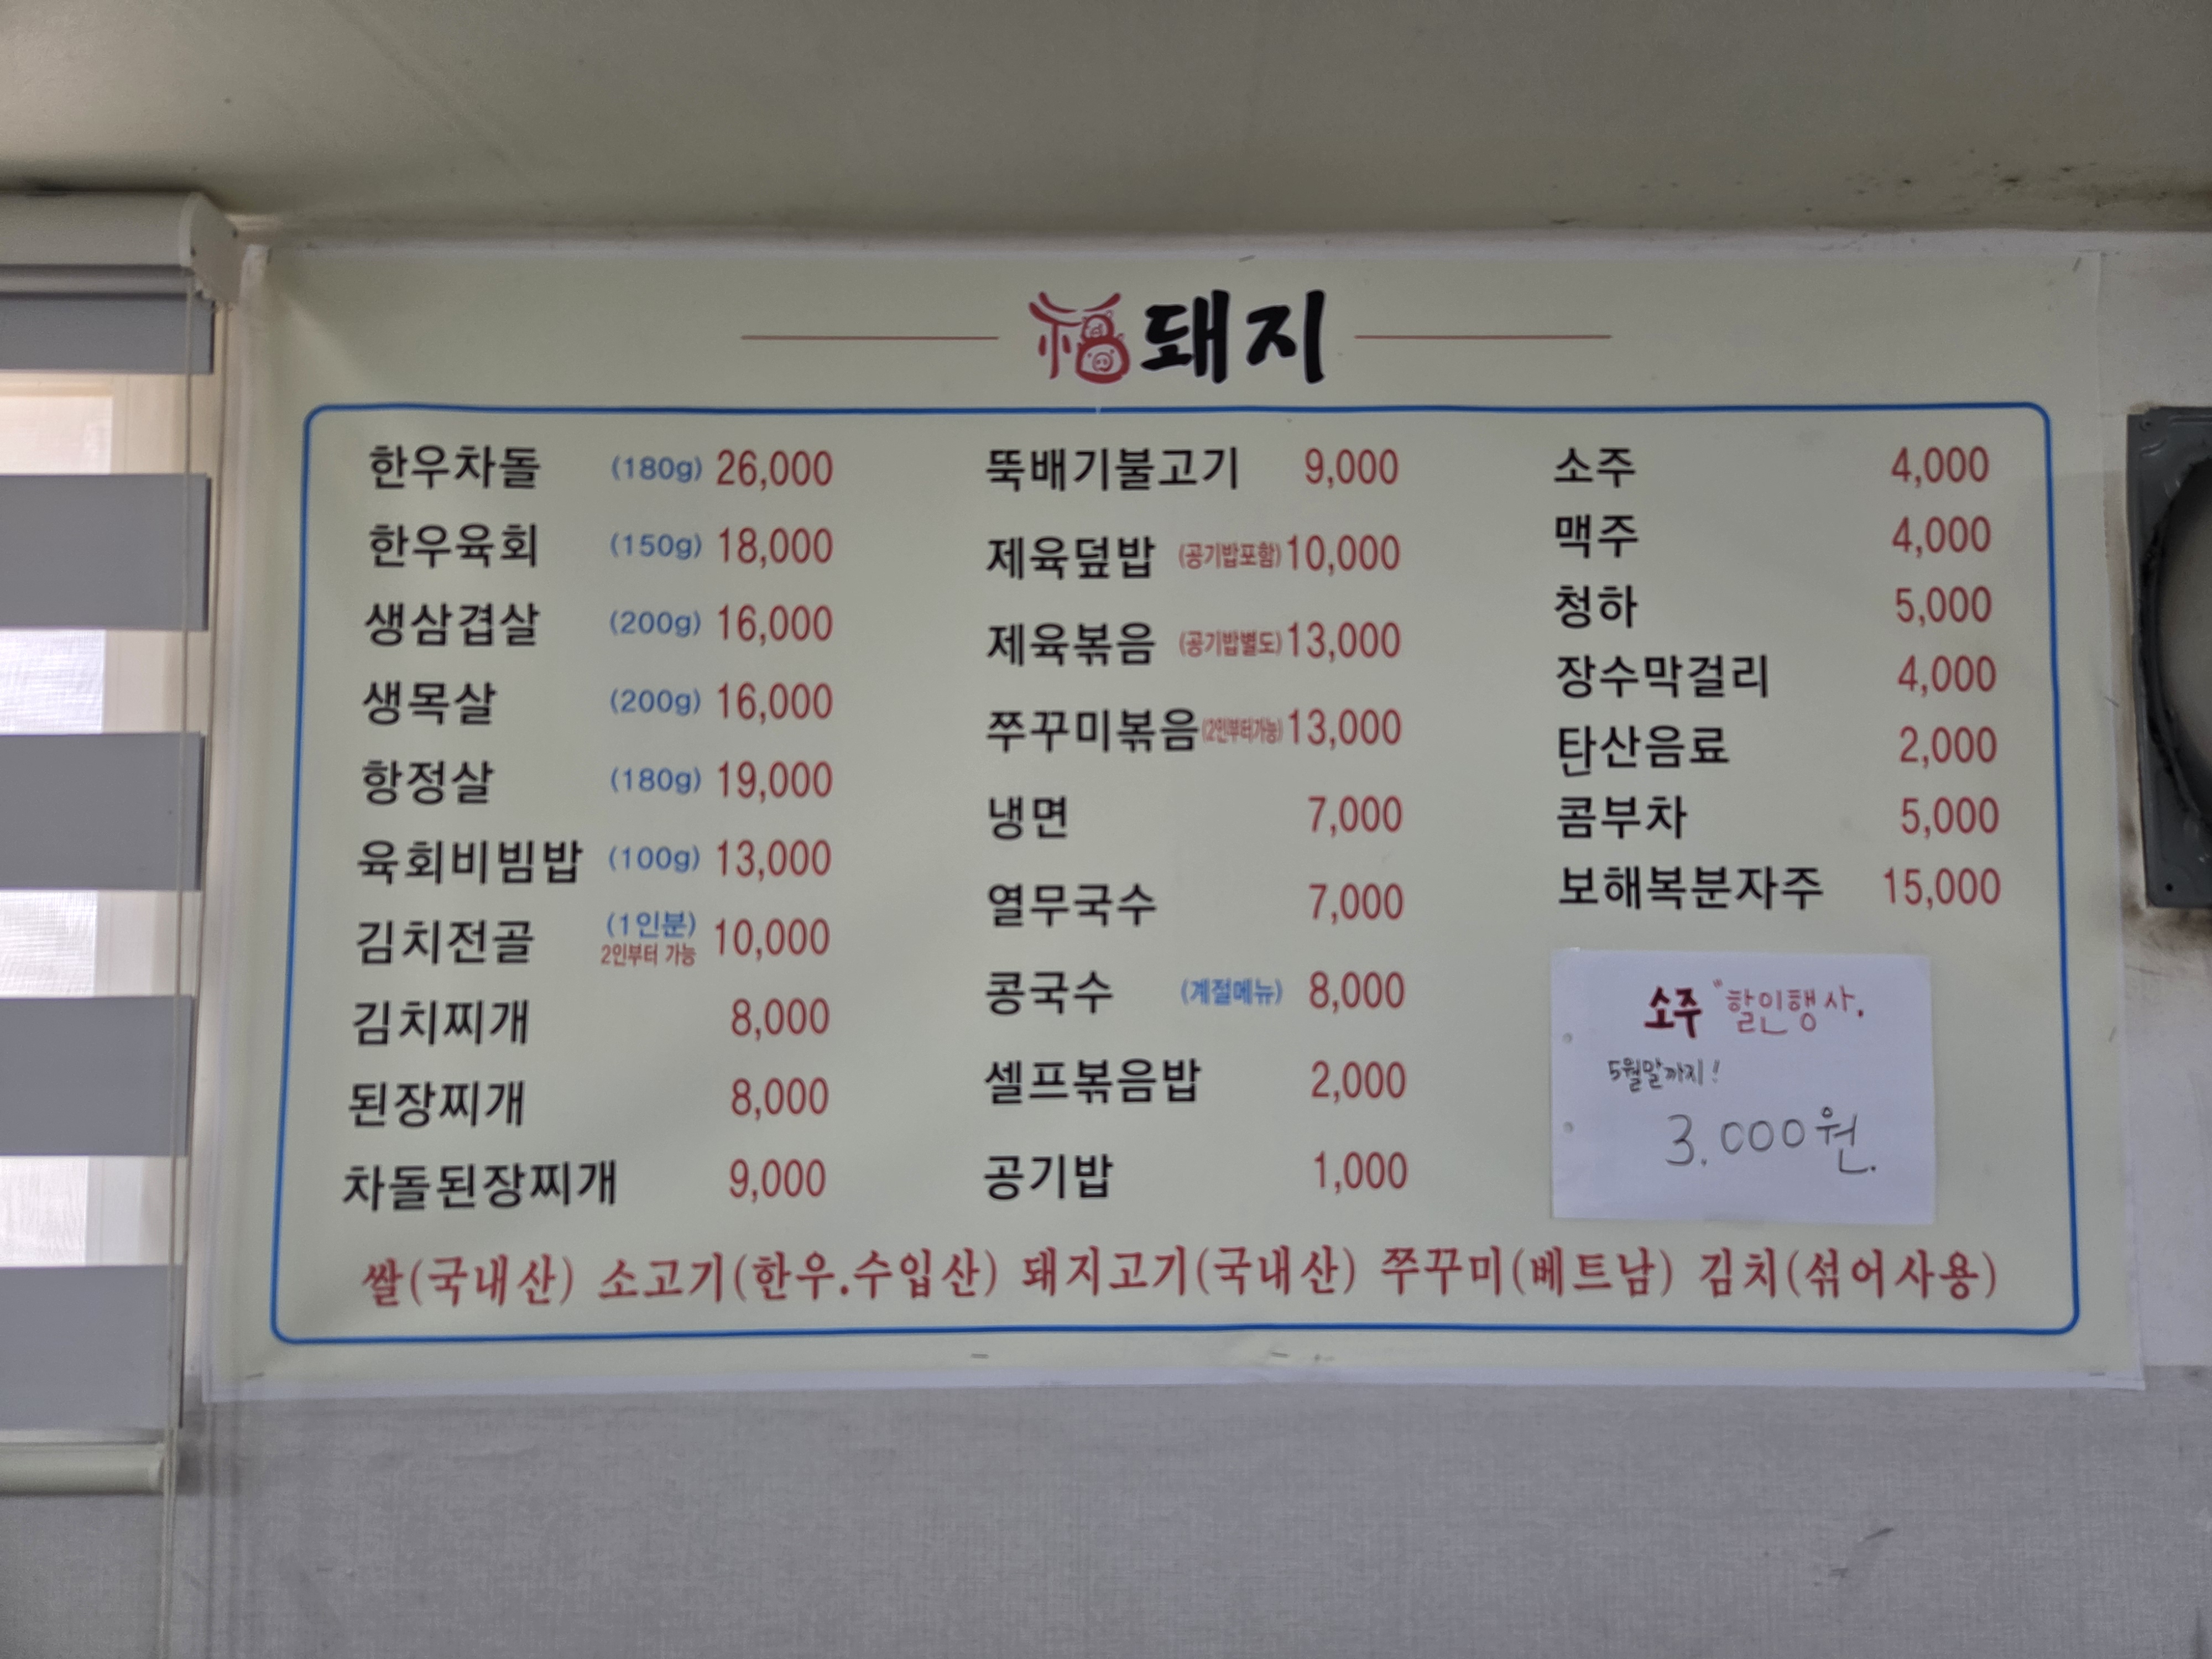 福돼지
한우차돌 (180g) 26,000
한우육회 (150g) 18,000
생삼겹살 (200g) 16,000
생목살 (200g) 16,000
항정살 (180g) 19,000
육회비빔밥 (100g) 13,000
김치전골 (1인분) 2인부터 가능 10,000
김치찌개 8,000
된장찌개 8,000
차돌된장찌개 9,000
뚝배기불고기 9,000
제육덮밥 (공기밥포함) 10,000
제육볶음 (공기밥별도) 13,000
쭈꾸미볶음 (2인부터가능) 13,000
냉면 7,000
열무국수 7,000
콩국수 (계절메뉴) 8,000
셀프볶음밥 2,000
공기밥 1,000
소주 4,000
맥주 4,000
청하 5,000
장수막걸리 4,000
탄산음료 2,000
콤부차 5,000
보해복분자주 15,000
소주 할인행사.
5월말까지!
3.000원.
쌀(국내산) 소고기(한우.수입산) 돼지고기(국내산) 쭈꾸미(베트남) 김치(섞어사용)